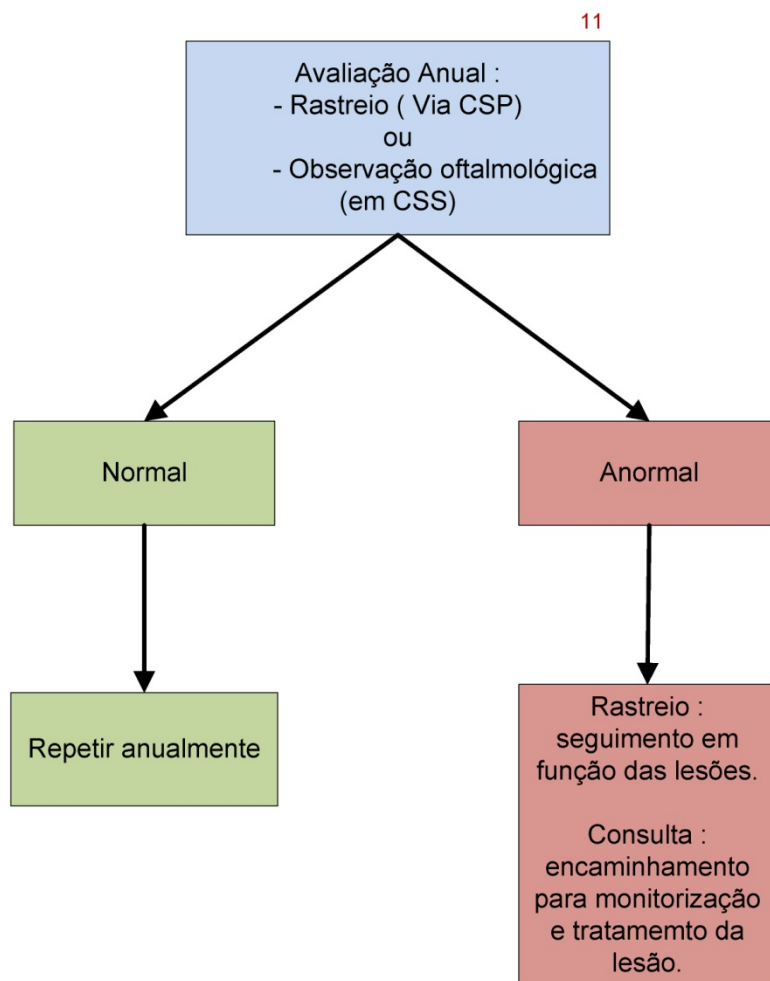 11
Avaliação Anual :
- Rastreio ( Via CSP)
ou
- Observação oftalmológica
(em CSS)
Normal
Anormal
Repetir anualmente
Rastreio :
seguimento em
função das lesões.
Consulta :
encaminhamento
para monitorização
e tratamemto da
lesão.